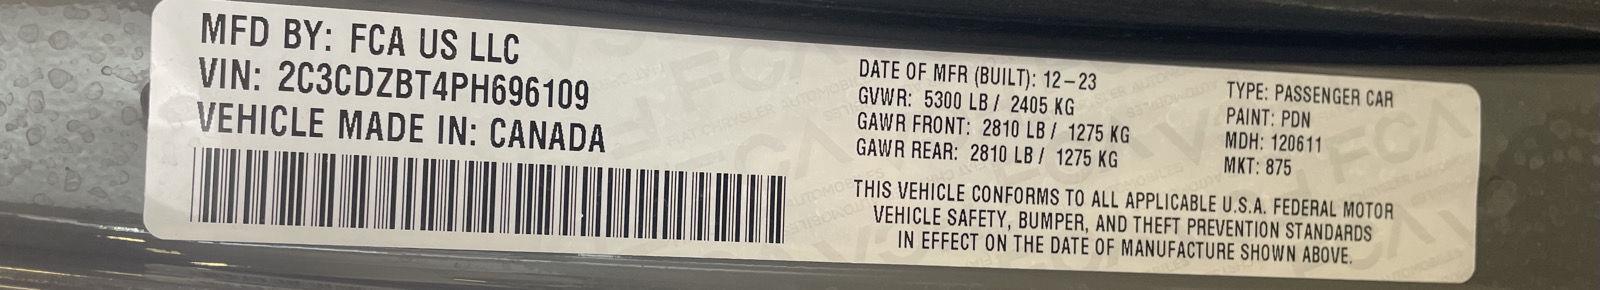 MFD BY: FCA US LLC
VIN: 2C3CDZBT4PH696109
VEHICLE MADE IN: CANADA
DATE OF MFR (BUILT): 12-23
GVWR: 5300 LB / 2405 KG
GAWR FRONT: 2810 LB / 1275 KG
GAWR REAR: 2810 LB / 1275 KG
TYPE: PASSENGER CAR
PAINT: PDN
MDH: 120611
MKT: 875
THIS VEHICLE CONFORMS TO ALL APPLICABLE U.S.A. FEDERAL MOTOR
VEHICLE SAFETY, BUMPER, AND THEFT PREVENTION STANDARDS
IN EFFECT ON THE DATE OF MANUFACTURE SHOWN ABOVE.